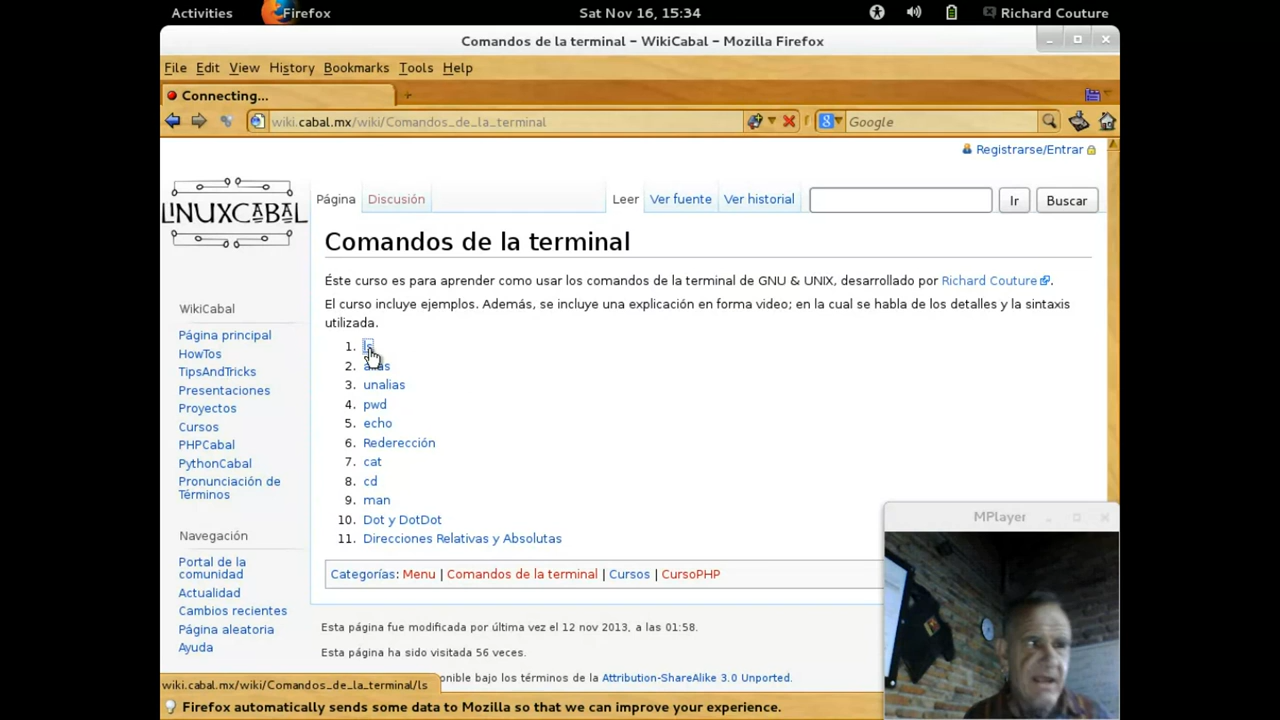 Activities Firefox Sat Nov 16, 15:34 Richard Couture
Comandos de la terminal – WikiCabal – Mozilla Firefox
File Edit View History Bookmarks Tools Help
Connecting...
wiki.cabal.mx/wiki/Comandos_de_la_terminal Google
Registrarse/Entrar
LINUXCABAL
Página Discusión Leer Ver fuente Ver historial Ir Buscar
Comandos de la terminal
Éste curso es para aprender como usar los comandos de la terminal de GNU & UNIX, desarrollado por Richard Couture.
El curso incluye ejemplos. Además, se incluye una explicación en forma video; en la cual se habla de los detalles y la sintaxis
utilizada.
1. ls
2. alias
3. unalias
4. pwd
5. echo
6. Rederección
7. cat
8. cd
9. man
10. Dot y DotDot
11. Direcciones Relativas y Absolutas
Categorías: Menu | Comandos de la terminal | Cursos | CursoPHP
Esta página fue modificada por última vez el 12 nov 2013, a las 01:58.
Esta página ha sido visitada 56 veces.
onible bajo los términos de la Attribution-ShareAlike 3.0 Unported.
WikiCabal
Página principal
HowTos
TipsAndTricks
Presentaciones
Proyectos
Cursos
PHPCabal
PythonCabal
Pronunciación de
Términos
Navegación
Portal de la
comunidad
Actualidad
Cambios recientes
Página aleatoria
Ayuda
MPlayer
wiki.cabal.mx/wiki/Comandos_de_la_terminal/ls
Firefox automatically sends some data to Mozilla so that we can improve your experience.